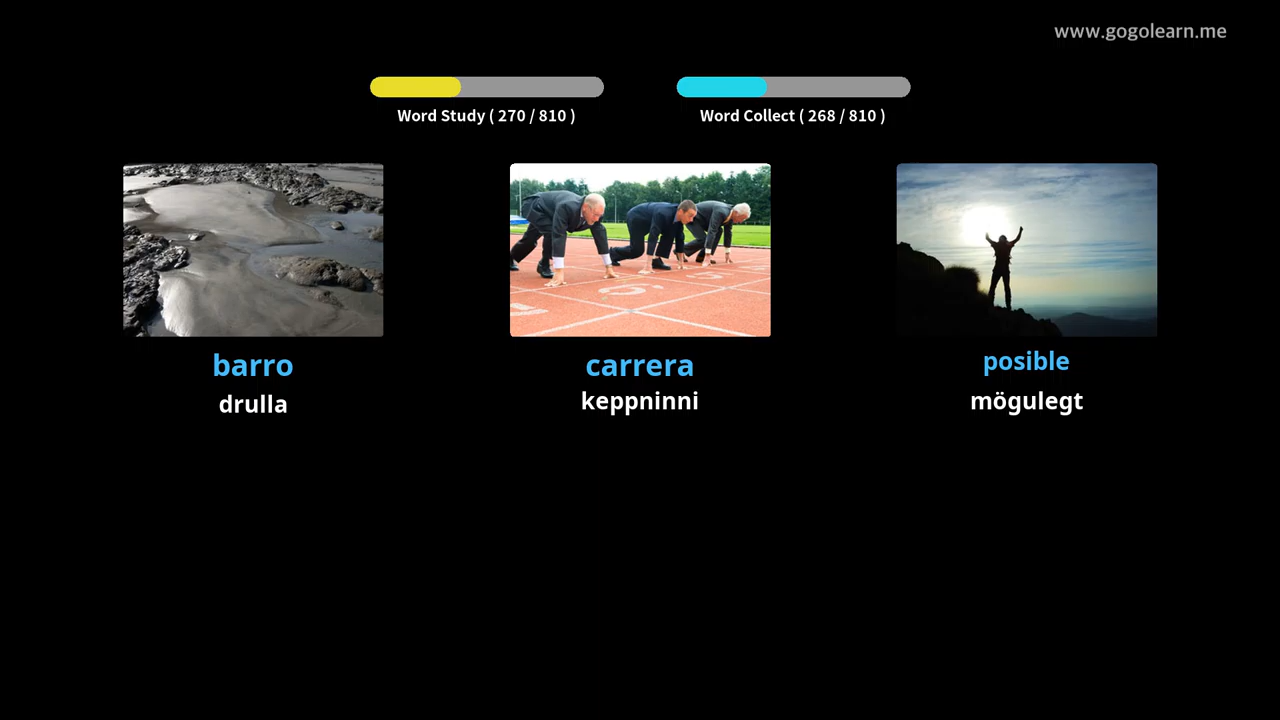 www.gogolearn.me
Word Study ( 270 / 810 )
Word Collect ( 268 / 810 )
barro
drulla
carrera
keppninni
posible
mögulegt